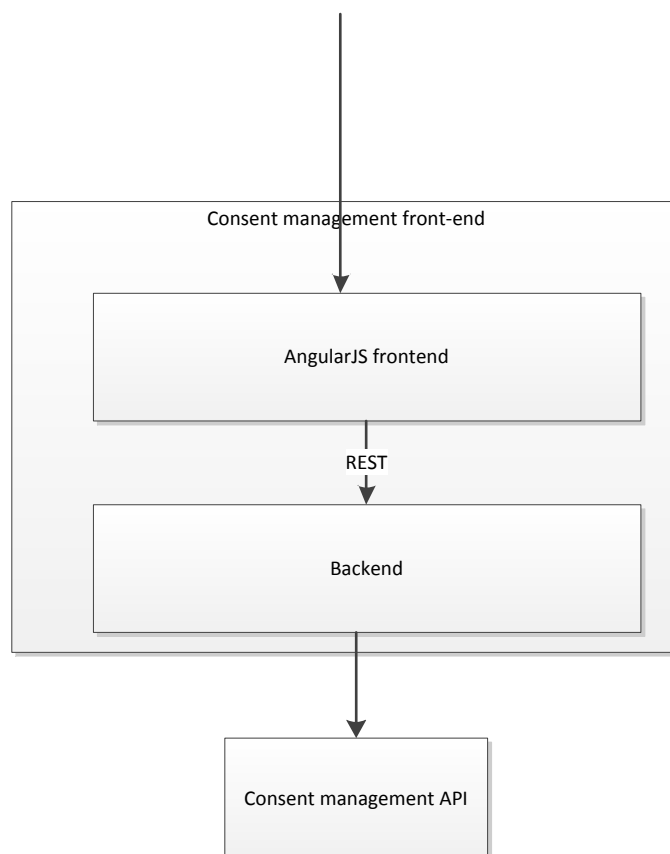 Consent management front-end
AngularJS frontend
REST
Backend
Consent management API